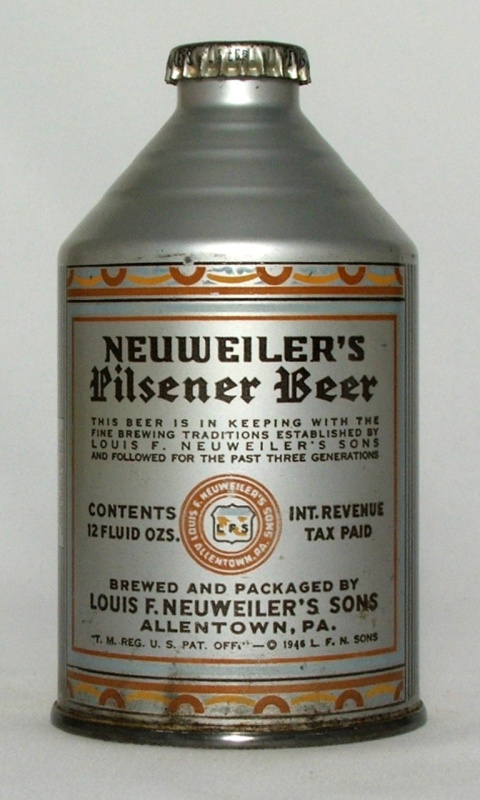 NEUWEILER'S
Pilsener Beer
THIS BEER IS IN KEEPING WITH THE
FINE BREWING TRADITIONS ESTABLISHED BY
LOUIS F. NEUWEILER'S SONS
AND FOLLOWED FOR THE PAST THREE GENERATIONS
CONTENTS
12 FLUID OZS.
LOUIS F. NEUWEILER'S SONS
ALLENTOWN, PA.
INT. REVENUE
TAX PAID
BREWED AND PACKAGED BY
LOUIS F. NEUWEILER'S SONS
ALLENTOWN, PA.
"T. M. REG. U. S. PAT. OFF." — © 1946 L. F. N. SONS